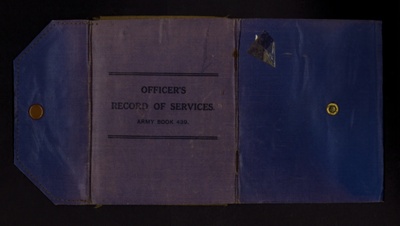 OFFICER'S
RECORD OF SERVICES.
ARMY BOOK 439.